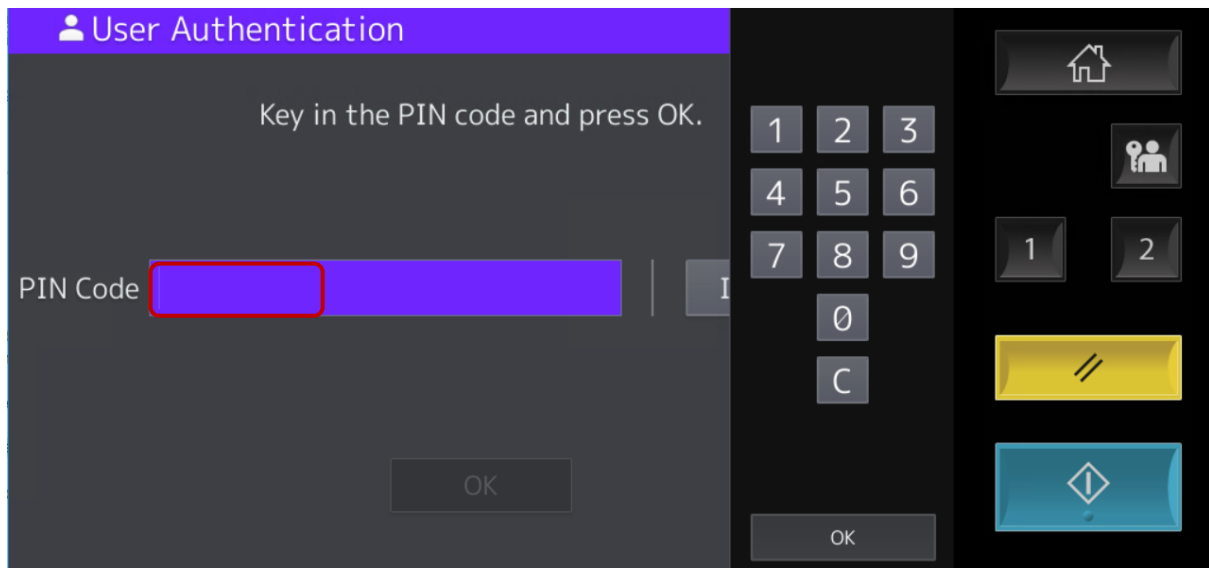 User Authentication
Key in the PIN code and press OK.
PIN Code
I
OK
1 2 3
4 5 6
7 8 9
0
C
OK
1 2